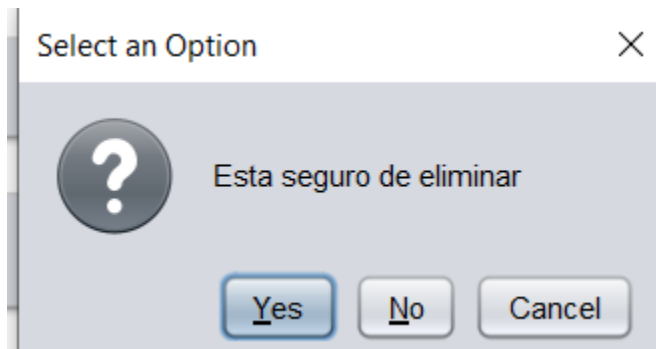 Select an Option
Esta seguro de eliminar
Yes No Cancel